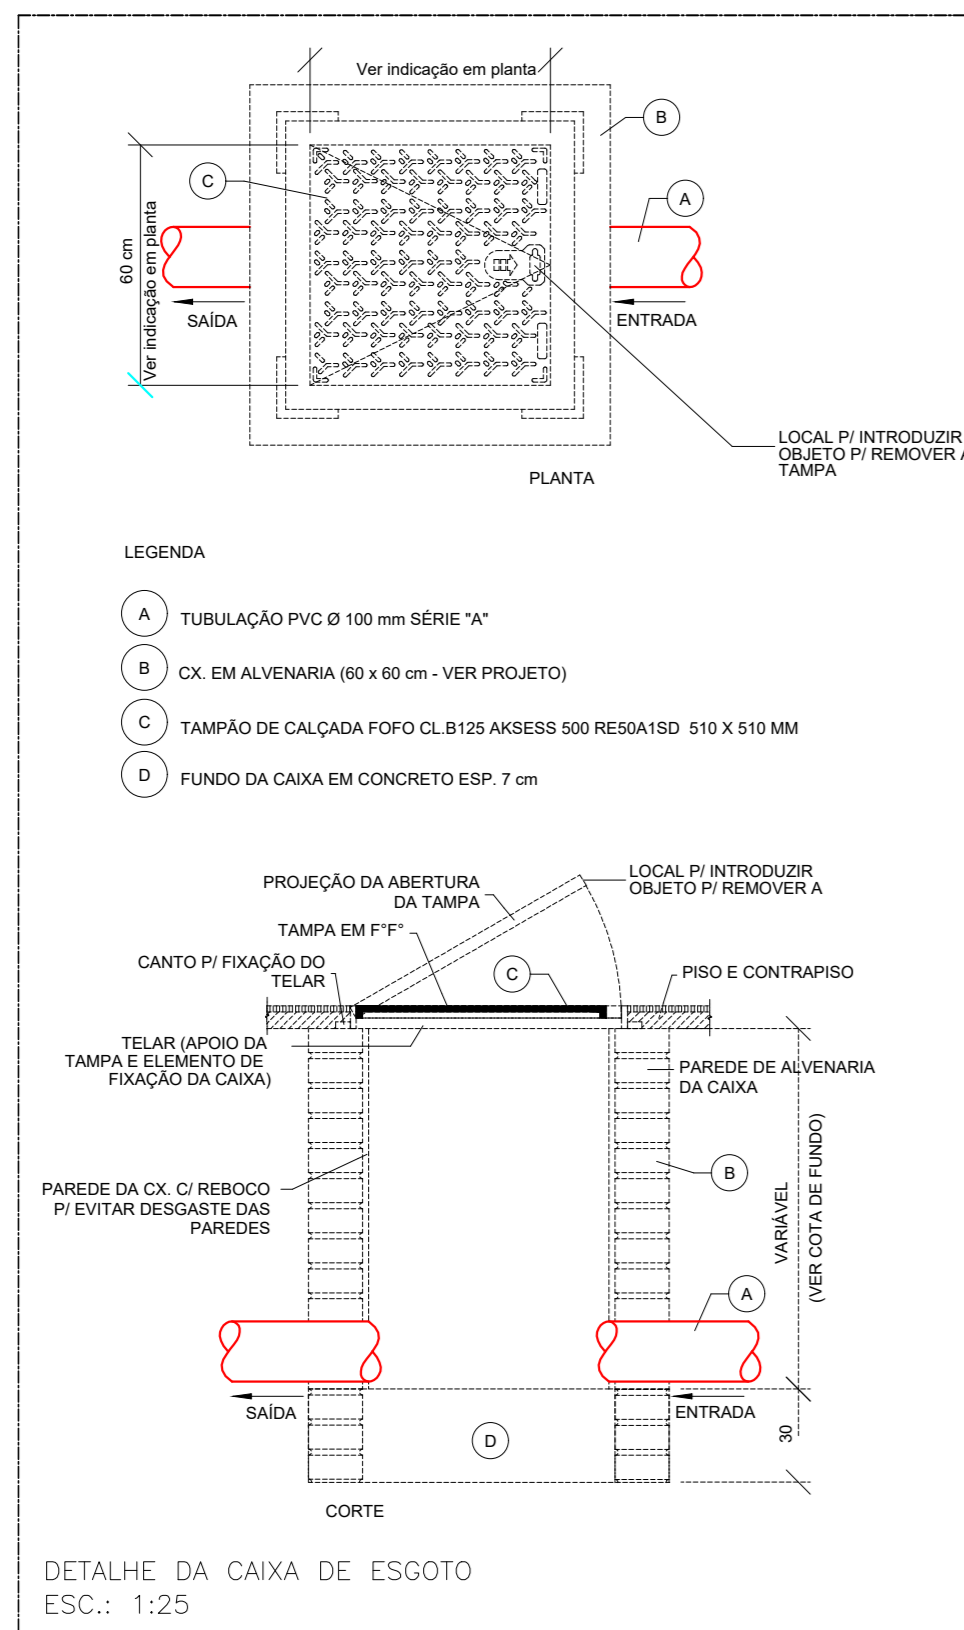 Ver indicação em planta
B
C
A
60 cm
Ver indicação em planta
SAÍDA
ENTRADA
LOCAL P/ INTRODUZIR
OBJETO P/ REMOVER A
TAMPA
PLANTA
LEGENDA
A TUBULAÇÃO PVC Ø 100 mm SÉRIE "A"
B CX. EM ALVENARIA (60 x 60 cm - VER PROJETO)
C TAMPÃO DE CALÇADA FOFO CL.B125 AKSESS 500 RE50A1SD 510 X 510 MM
D FUNDO DA CAIXA EM CONCRETO ESP. 7 cm
LOCAL P/ INTRODUZIR
OBJETO P/ REMOVER A
PROJEÇÃO DA ABERTURA
DA TAMPA
TAMPA EM F°F°
CANTO P/ FIXAÇÃO DO
TELAR
C
PISO E CONTRAPISO
TELAR (APOIO DA
TAMPA E ELEMENTO DE
FIXAÇÃO DA CAIXA)
PAREDE DE ALVENARIA
DA CAIXA
B
PAREDE DA CX. C/ REBOCO
P/ EVITAR DESGASTE DAS
PAREDES
VARIÁVEL
(VER COTA DE FUNDO)
A
SAÍDA
ENTRADA
D
30
CORTE
DETALHE DA CAIXA DE ESGOTO
ESC.: 1:25